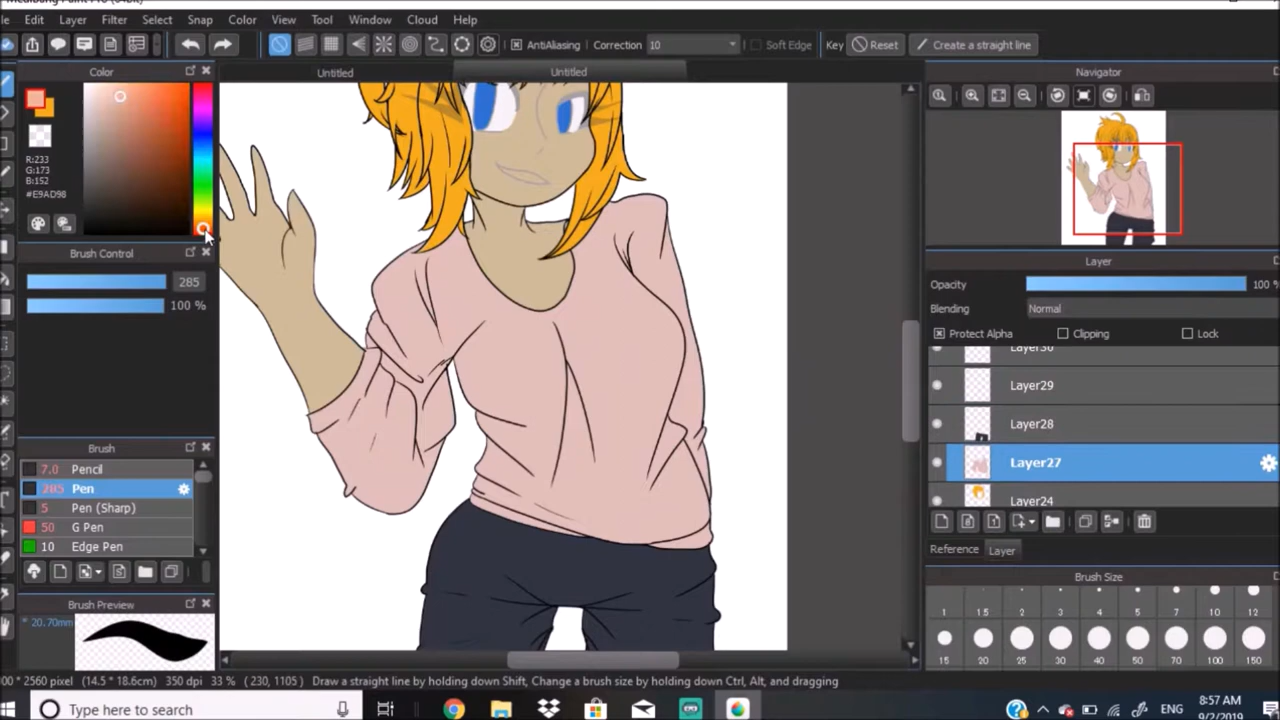 MediBang Paint Pro (64bit)
le Edit Layer Filter Select Snap Color View Tool Window Cloud Help
AntiAliasing Correction 10 Soft Edge Key Reset Create a straight line
Color
Untitled Untitled
Navigator
R:233
G:173
B:152
#E9AD98
Brush Control
285
100 %
Layer
Opacity 100 %
Blending Normal
Protect Alpha Clipping Lock
Layer30
Layer29
Layer28
Layer27
Layer24
Brush
7.0 Pencil
285 Pen
5 Pen (Sharp)
50 G Pen
10 Edge Pen
Reference Layer
Brush Size
1 1.5 2 3 4 5 7 10 12
15 20 25 30 40 50 70 100 150
Brush Preview
* 20.70mm
00 * 2560 pixel (14.5 * 18.6cm) 350 dpi 33 % ( 230, 1105 ) Draw a straight line by holding down Shift, Change a brush size by holding down Ctrl, Alt, and dragging
Type here to search
ENG
8:57 AM
9/2/2019